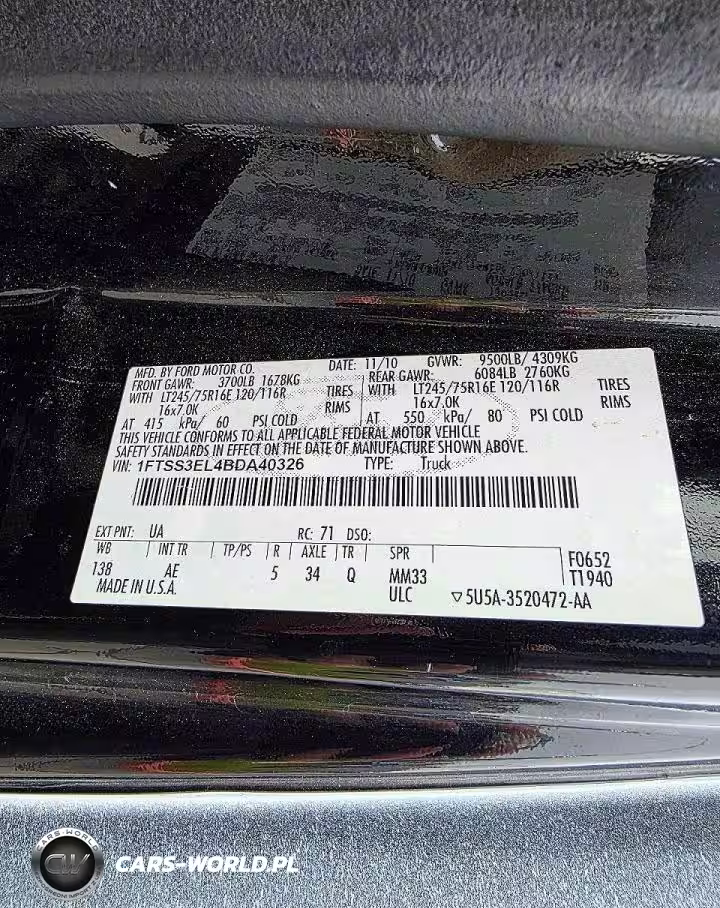 MFD. BY FORD MOTOR CO. DATE: 11/10 GVWR: 9500LB/ 4309KG
FRONT GAWR: 3700LB 1678KG REAR GAWR: 6084LB 2760KG
WITH LT245/75R16E 120/116R TIRES WITH LT245/75R16E 120/116R TIRES
16x7.0K RIMS 16x7.0K RIMS
AT 415 kPa/ 60 PSI COLD AT 550 kPa/ 80 PSI COLD
THIS VEHICLE CONFORMS TO ALL APPLICABLE FEDERAL MOTOR VEHICLE
SAFETY STANDARDS IN EFFECT ON THE DATE OF MANUFACTURE SHOWN ABOVE.
VIN: 1FTSS3EL4BDA40326 TYPE: Truck
EXT PNT: UA RC: 71 DSO:
WB INT TR TP/PS R AXLE TR SPR F0652
138 AE 5 34 Q MM33 T1940
MADE IN U.S.A. ULC ▽5U5A-3520472-AA
CARS-WORLD
CW
CARS-WORLD.PL